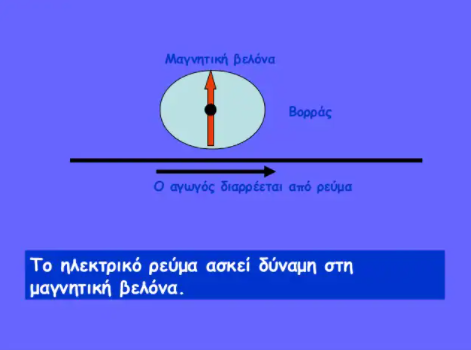 Μαγνητική βελόνα
Βορράς
Ο αγωγός διαρρέεται από ρεύμα
Το ηλεκτρικό ρεύμα ασκεί δύναμη στη
μαγνητική βελόνα.